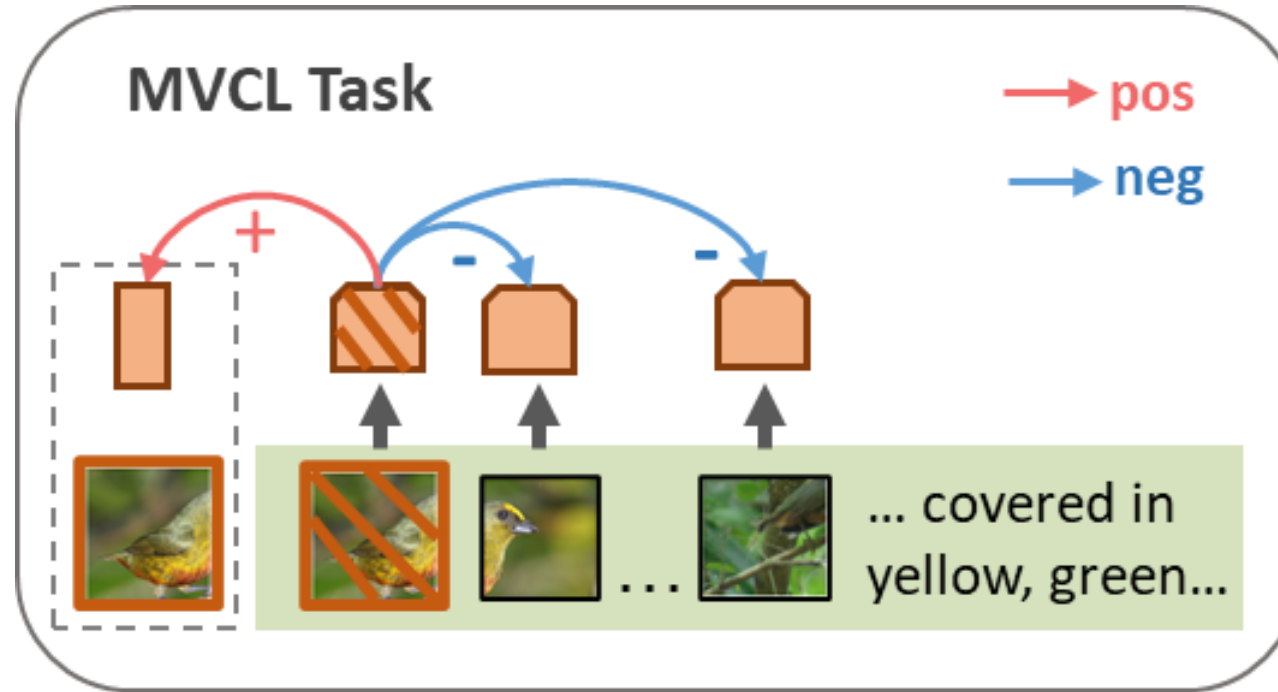 MVCL Task
pos
neg
+
-
-
...
... covered in
yellow, green...